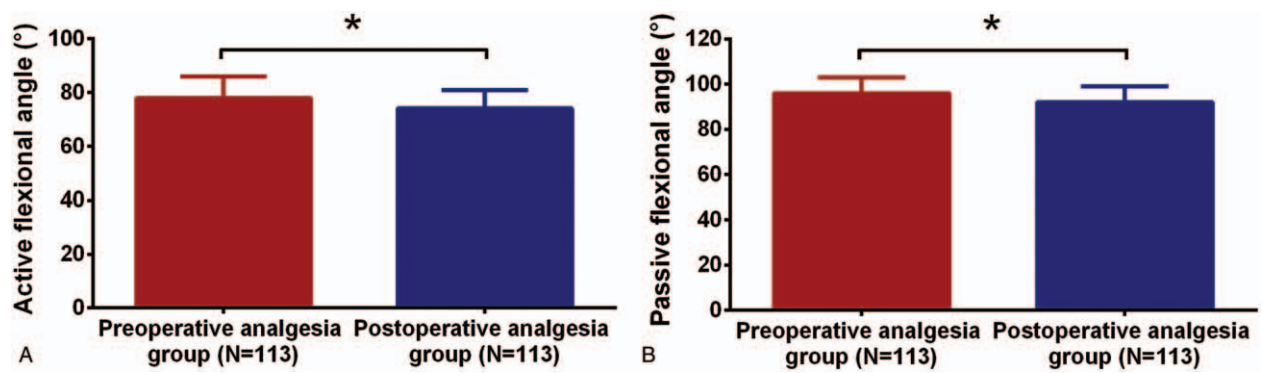 Active flexional angle (°)
100
80
60
40
20
0
*
Preoperative analgesia
group (N=113)
Postoperative analgesia
group (N=113)
A
Passive flexional angle (°)
120
100
80
60
40
20
0
*
Preoperative analgesia
group (N=113)
Postoperative analgesia
group (N=113)
B